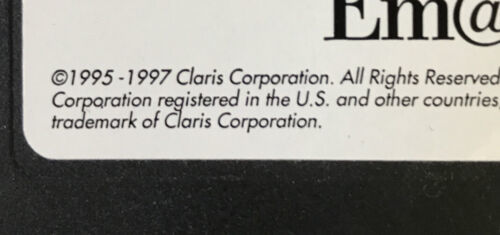 Em@
©1995-1997 Claris Corporation. All Rights Reserved
Corporation registered in the U.S. and other countries
trademark of Claris Corporation.